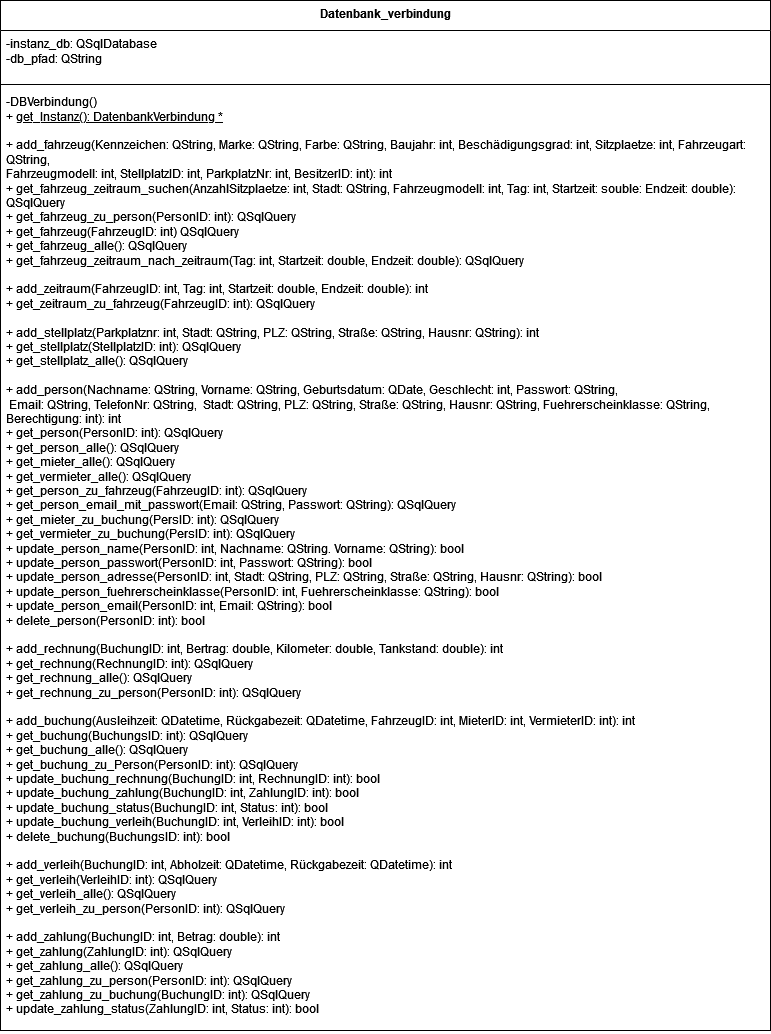 Datenbank_verbindung
-instanz_db: QSqlDatabase
-db_pfad: QString
-DBVerbindung()
+ get_Instanz(): DatenbankVerbindung *
+ add_fahrzeug(Kennzeichen: QString, Marke: QString, Farbe: QString, Baujahr: int, Beschädigungsgrad: int, Sitzplaetze: int, Fahrzeugart:
QString,
Fahrzeugmodell: int, StellplatzID: int, ParkplatzNr: int, BesitzerID: int): int
+ get_fahrzeug_zeitraum_suchen(AnzahlSitzplaetze: int, Stadt: QString, Fahrzeugmodell: int, Tag: int, Startzeit: souble: Endzeit: double):
QSqlQuery
+ get_fahrzeug_zu_person(PersonID: int): QSqlQuery
+ get_fahrzeug(FahrzeugID: int) QSqlQuery
+ get_fahrzeug_alle(): QSqlQuery
+ get_fahrzeug_zeitraum_nach_zeitraum(Tag: int, Startzeit: double, Endzeit: double): QSqlQuery
+ add_zeitraum(FahrzeugID: int, Tag: int, Startzeit: double, Endzeit: double): int
+ get_zeitraum_zu_fahrzeug(FahrzeugID: int): QSqlQuery
+ add_stellplatz(Parkplatznr: int, Stadt: QString, PLZ: QString, Straße: QString, Hausnr: QString): int
+ get_stellplatz(StellplatzID: int): QSqlQuery
+ get_stellplatz_alle(): QSqlQuery
+ add_person(Nachname: QString, Vorname: QString, Geburtsdatum: QDate, Geschlecht: int, Passwort: QString,
Email: QString, TelefonNr: QString, Stadt: QString, PLZ: QString, Straße: QString, Hausnr: QString, Fuehrerscheinklasse: QString,
Berechtigung: int): int
+ get_person(PersonID: int): QSqlQuery
+ get_person_alle(): QSqlQuery
+ get_mieter_alle(): QSqlQuery
+ get_vermieter_alle(): QSqlQuery
+ get_person_zu_fahrzeug(FahrzeugID: int): QSqlQuery
+ get_person_email_mit_passwort(Email: QString, Passwort: QString): QSqlQuery
+ get_mieter_zu_buchung(PersID: int): QSqlQuery
+ get_vermieter_zu_buchung(PersID: int): QSqlQuery
+ update_person_name(PersonID: int, Nachname: QString. Vorname: QString): bool
+ update_person_passwort(PersonID: int, Passwort: QString): bool
+ update_person_adresse(PersonID: int, Stadt: QString, PLZ: QString, Straße: QString, Hausnr: QString): bool
+ update_person_fuehrerscheinklasse(PersonID: int, Fuehrerscheinklasse: QString): bool
+ update_person_email(PersonID: int, Email: QString): bool
+ delete_person(PersonID: int): bool
+ add_rechnung(BuchungID: int, Bertrag: double, Kilometer: double, Tankstand: double): int
+ get_rechnung(RechnungID: int): QSqlQuery
+ get_rechnung_alle(): QSqlQuery
+ get_rechnung_zu_person(PersonID: int): QSqlQuery
+ add_buchung(Ausleihzeit: QDatetime, Rückgabezeit: QDatetime, FahrzeugID: int, MieterID: int, VermieterID: int): int
+ get_buchung(BuchungsID: int): QSqlQuery
+ get_buchung_alle(): QSqlQuery
+ get_buchung_zu_Person(PersonID: int): QSqlQuery
+ update_buchung_rechnung(BuchungID: int, RechnungID: int): bool
+ update_buchung_zahlung(BuchungID: int, ZahlungID: int): bool
+ update_buchung_status(BuchungID: int, Status: int): bool
+ update_buchung_verleih(BuchungID: int, VerleihID: int): bool
+ delete_buchung(BuchungsID: int): bool
+ add_verleih(BuchungID: int, Abholzeit: QDatetime, Rückgabezeit: QDatetime): int
+ get_verleih(VerleihID: int): QSqlQuery
+ get_verleih_alle(): QSqlQuery
+ get_verleih_zu_person(PersonID: int): QSqlQuery
+ add_zahlung(BuchungID: int, Betrag: double): int
+ get_zahlung(ZahlungID: int): QSqlQuery
+ get_zahlung_alle(): QSqlQuery
+ get_zahlung_zu_person(PersonID: int): QSqlQuery
+ get_zahlung_zu_buchung(BuchungID: int): QSqlQuery
+ update_zahlung_status(ZahlungID: int, Status: int): bool